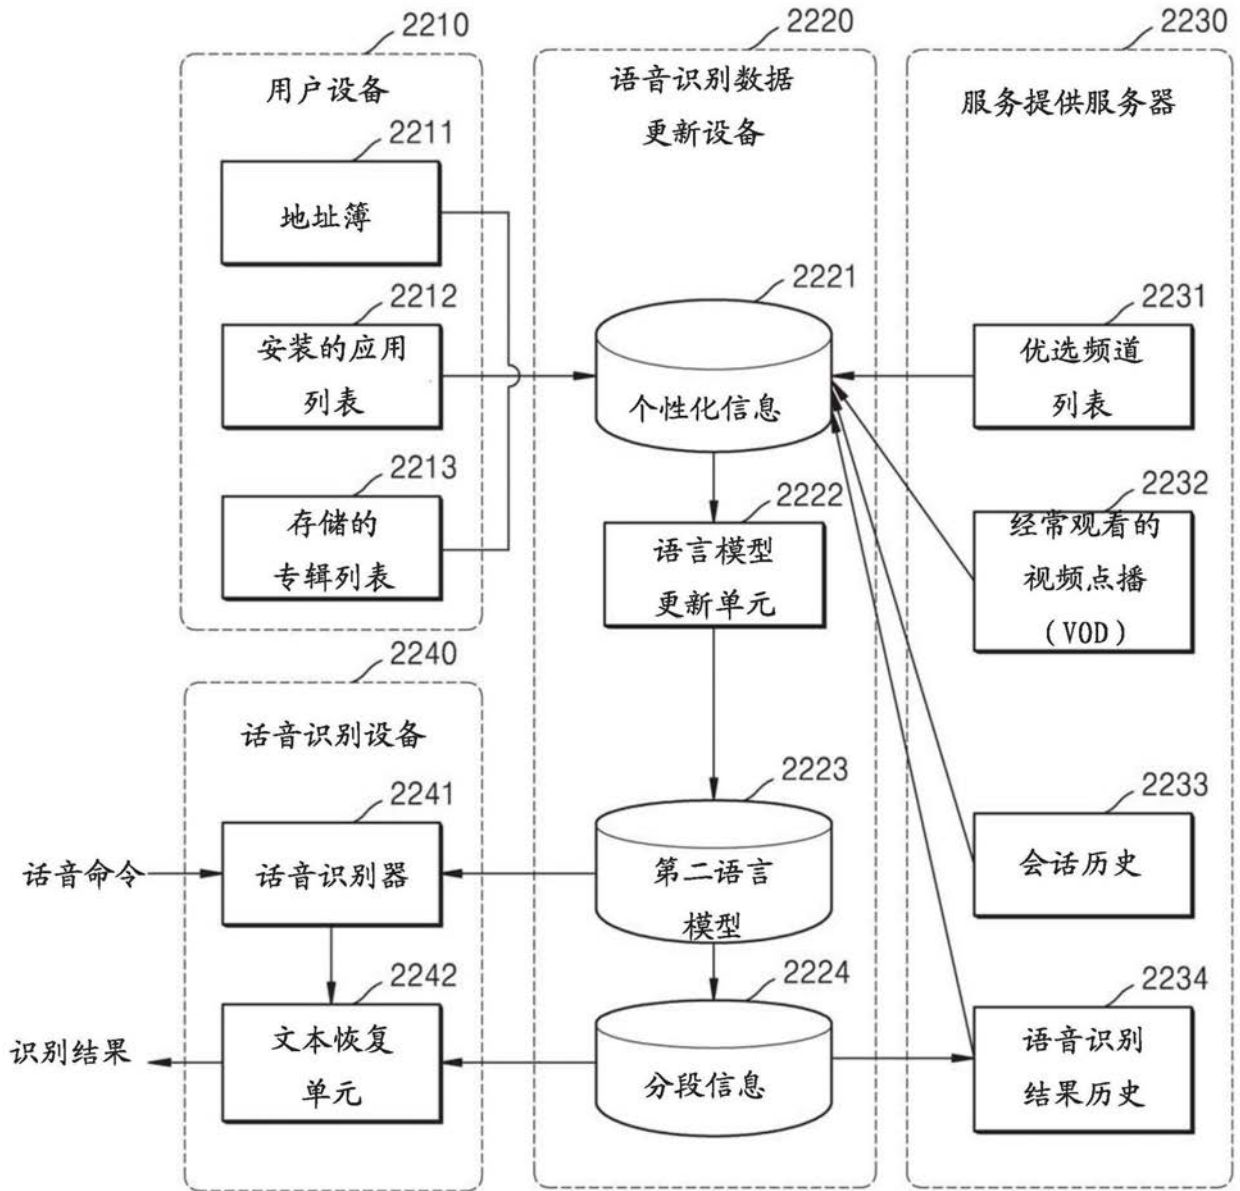 2210
用户设备
2211
地址簿
2212
安装的应用
列表
2213
存储的
专辑列表
2220
语音识别数据
更新设备
2221
个性化信息
2222
语言模型
更新单元
2223
第二语言
模型
2224
分段信息
2230
服务提供服务器
2231
优选频道
列表
2232
经常观看的
视频点播
(VOD)
2233
会话历史
2234
语音识别
结果历史
2240
话音识别设备
2241
话音命令
话音识别器
2242
文本恢复
单元
识别结果